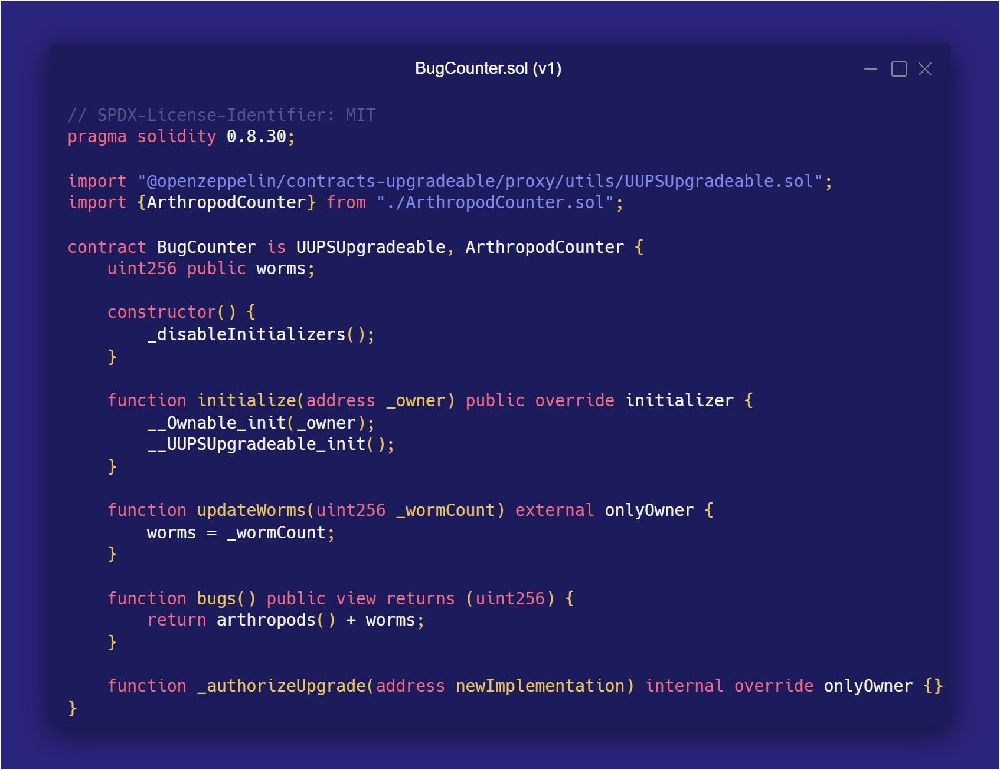 BugCounter.sol (v1)
// SPDX-License-Identifier: MIT
pragma solidity 0.8.30;
import "@openzeppelin/contracts-upgradeable/proxy/utils/UUPSUpgradeable.sol";
import {ArthropodCounter} from "./ArthropodCounter.sol";
contract BugCounter is UUPSUpgradeable, ArthropodCounter {
    uint256 public worms;
    constructor() {
        _disableInitializers();
    }
    function initialize(address _owner) public override initializer {
        __Ownable_init(_owner);
        __UUPSUpgradeable_init();
    }
    function updateWorms(uint256 _wormCount) external onlyOwner {
        worms = _wormCount;
    }
    function bugs() public view returns (uint256) {
        return arthropods() + worms;
    }
    function _authorizeUpgrade(address newImplementation) internal override onlyOwner {}
}